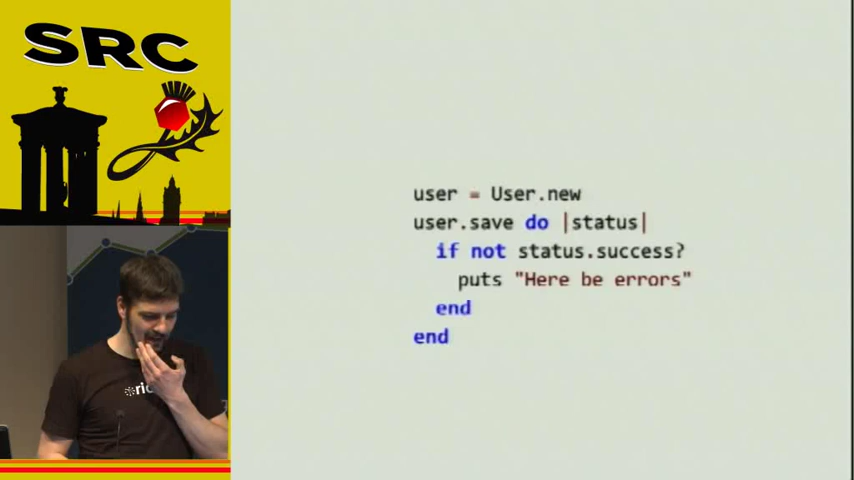 SRC
user = User.new
user.save do |status|
if not status.success?
puts "Here be errors"
end
end